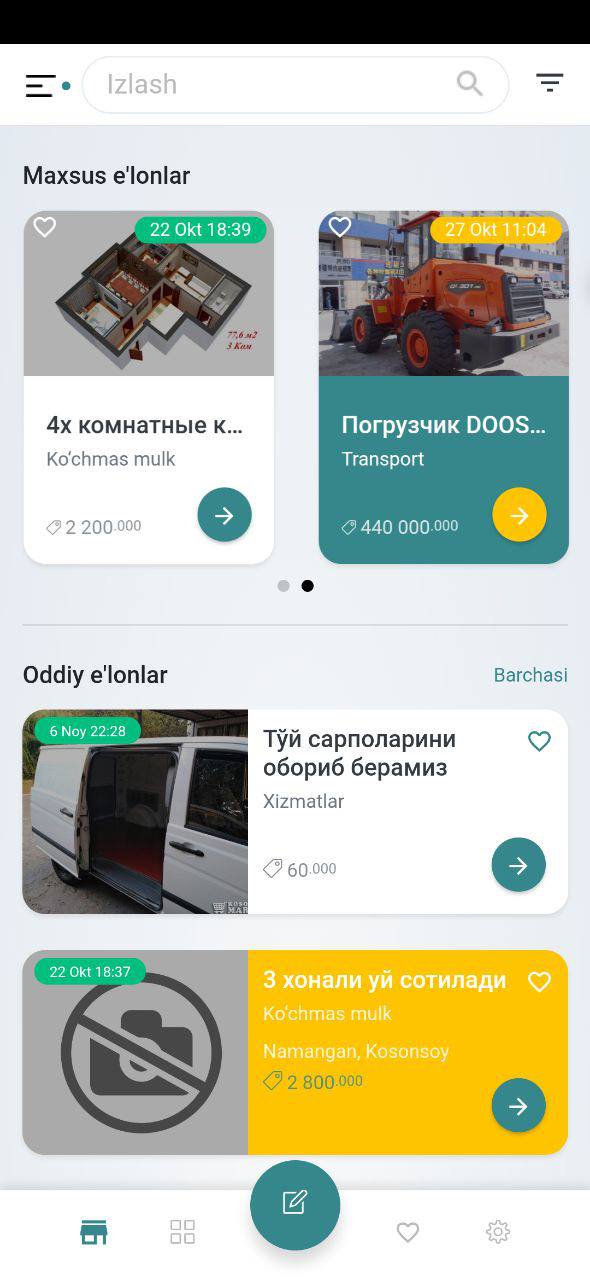 Izlash
Maxsus e'lonlar
22 Okt 18:39
77,6 м2
3 Ком
4х комнатные к...
Ko‘chmas mulk
2 200.000
27 Okt 11:04
Погрузчик DOOS...
Transport
440 000.000
Oddiy e'lonlar
Barchasi
6 Noy 22:28
Тўй сарполарини
обориб берамиз
Xizmatlar
60.000
22 Okt 18:37
3 хонали уй сотилади
Ko‘chmas mulk
Namangan, Kosonsoy
2 800.000